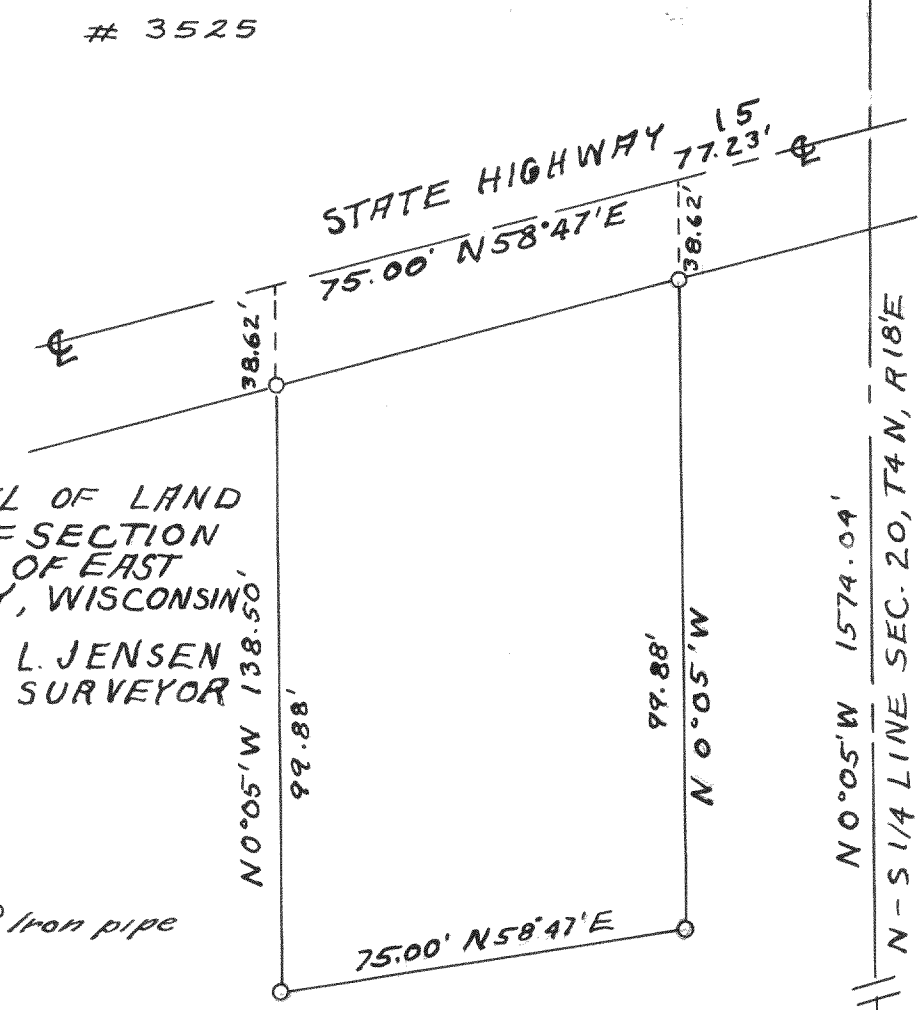 # 3525
STATE HIGHWAY 15
77.23'
℄
75.00' N58°47'E
38.62'
38.62'
℄
L OF LAND
F SECTION
OF EAST
Y, WISCONSIN
L. JENSEN
SURVEYOR
N0°05'W 138.50'
99.88'
99.88'
N 0°05'W
N0°05'W 1574.04'
N-S 1/4 LINE SEC. 20, T4N, R18'E
Iron pipe
75.00' N58°47'E